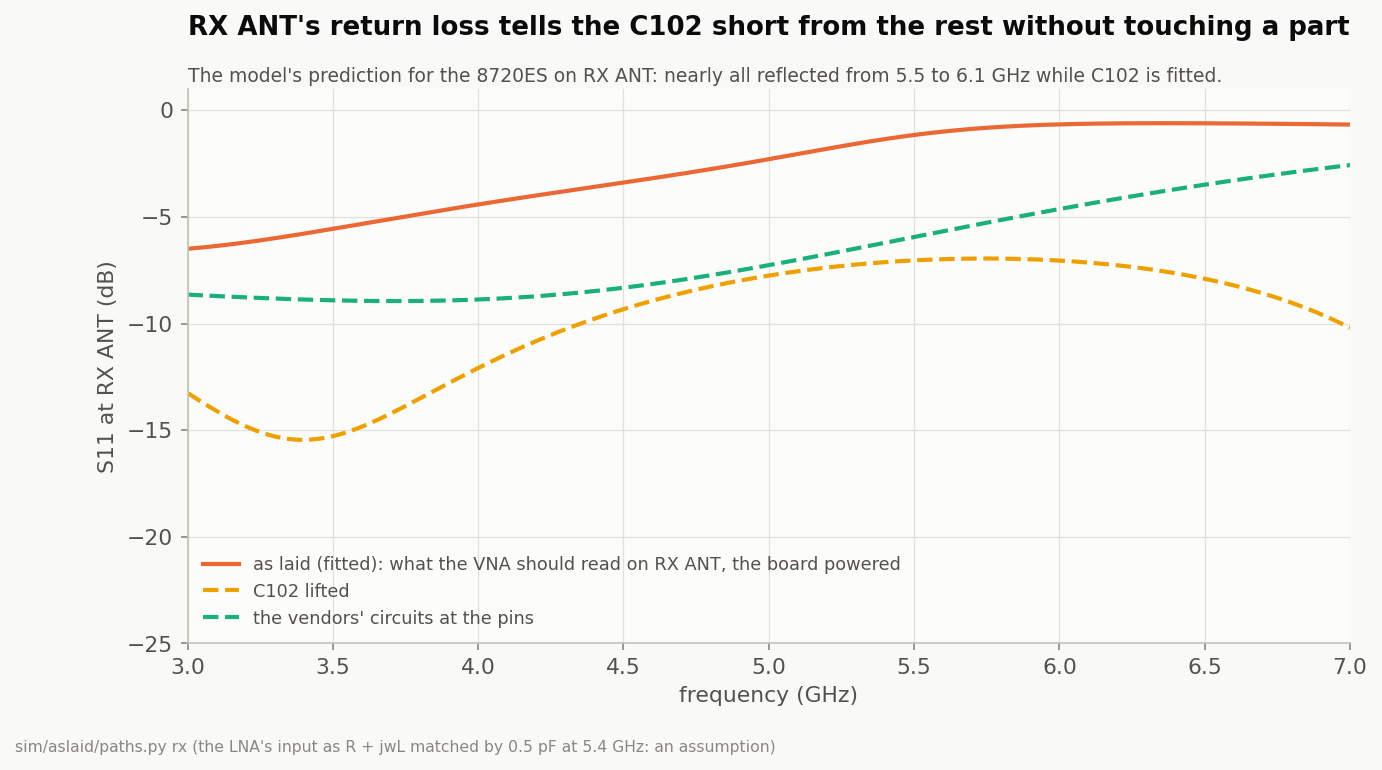 RX ANT's return loss tells the C102 short from the rest without touching a part
The model's prediction for the 8720ES on RX ANT: nearly all reflected from 5.5 to 6.1 GHz while C102 is fitted.
0
−5
−10
−15
−20
−25
S11 at RX ANT (dB)
as laid (fitted): what the VNA should read on RX ANT, the board powered
C102 lifted
the vendors' circuits at the pins
3.0 3.5 4.0 4.5 5.0 5.5 6.0 6.5 7.0
frequency (GHz)
sim/aslaid/paths.py rx (the LNA's input as R + jwL matched by 0.5 pF at 5.4 GHz: an assumption)